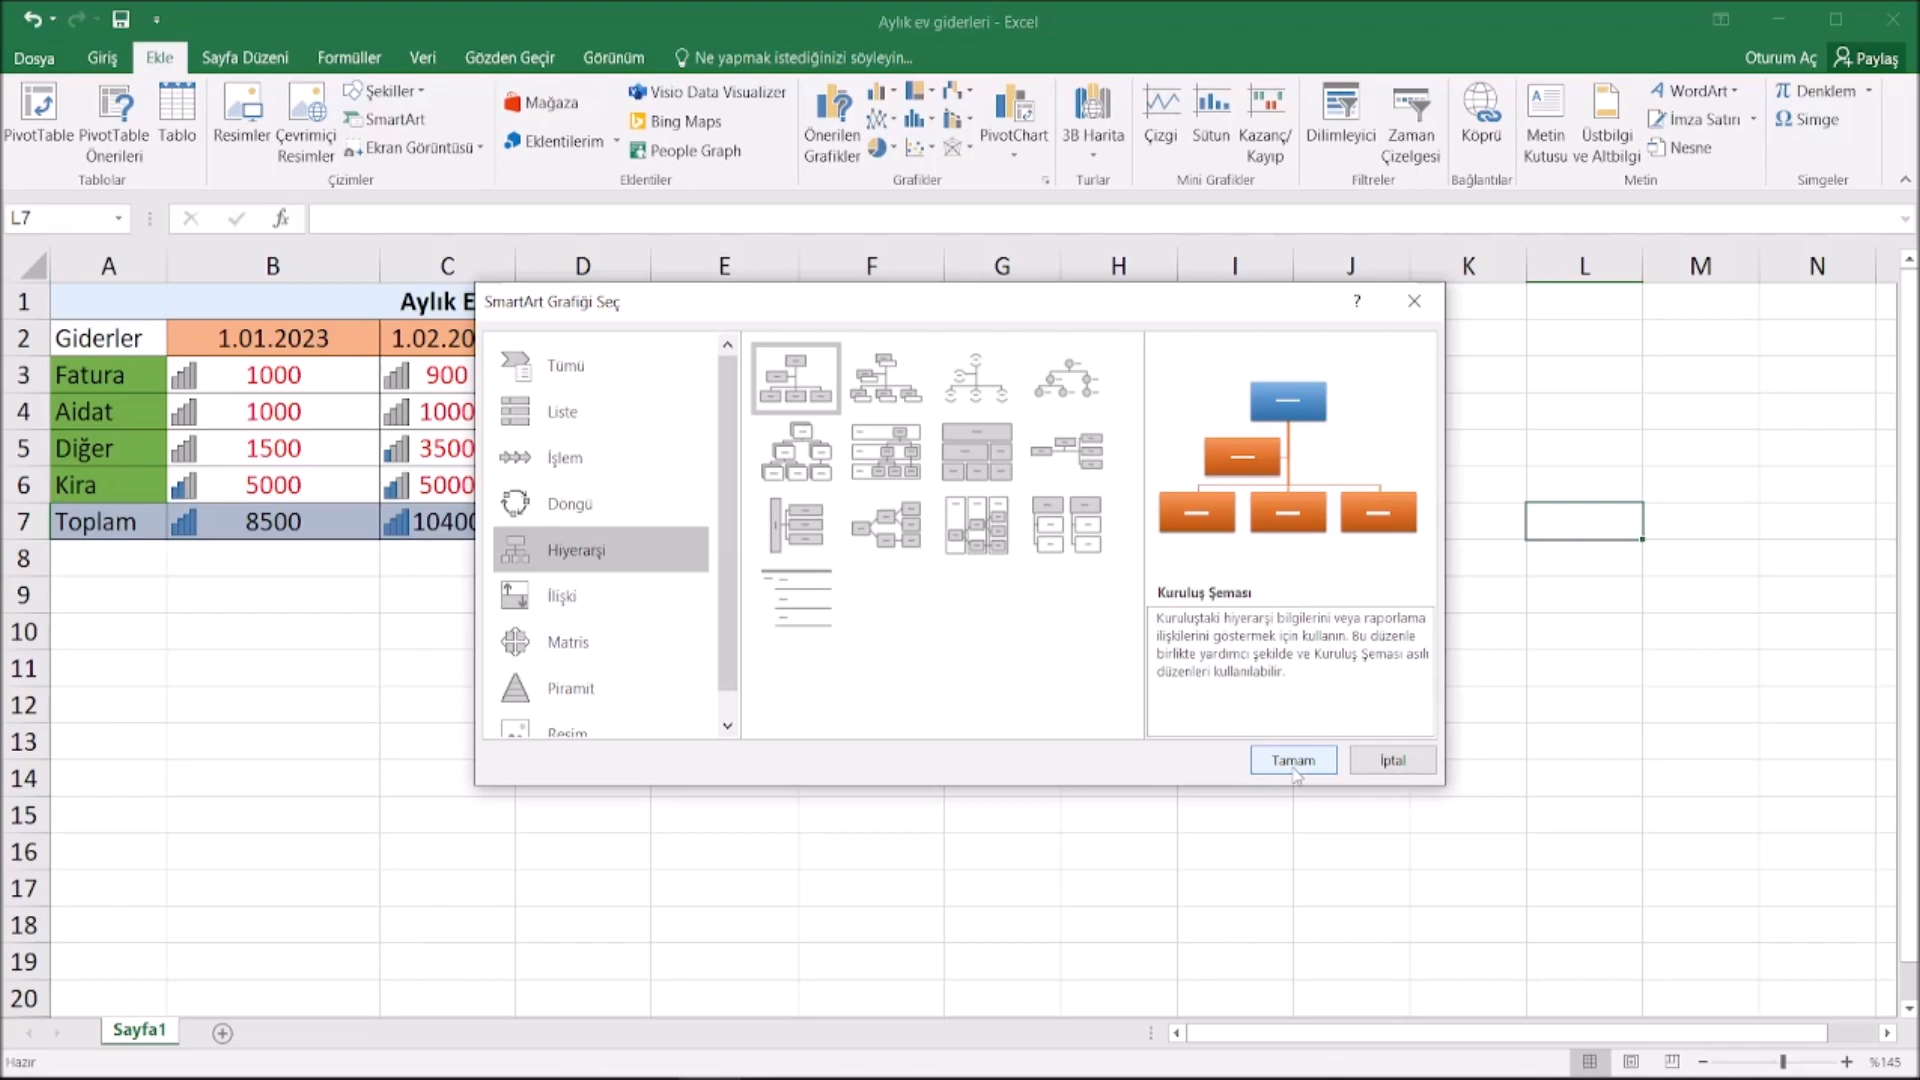 Aylık ev giderleri - Excel
Dosya Giriş Ekle Sayfa Düzeni Formüller Veri Gözden Geçir Görünüm Ne yapmak istediğinizi söyleyin... Oturum Aç Paylaş
PivotTable
PivotTable
Önerileri
Tablo
Tablolar
Resimler
Çevrimiçi
Resimler
Şekiller
SmartArt
Ekran Görüntüsü
Çizimler
Mağaza
Eklentilerim
Visio Data Visualizer
Bing Maps
People Graph
Eklentiler
Önerilen
Grafikler
PivotChart
Grafikler
3B Harita
Turlar
Çizgi
Sütun
Kazanç/
Kayıp
Mini Grafikler
Dilimleyici
Zaman
Çizelgesi
Filtreler
Köprü
Bağlantılar
Metin
Kutusu
Üstbilgi
ve Altbilgi
WordArt
İmza Satırı
Nesne
Metin
Denklem
Simge
Simgeler
L7
fx
A B C D E F G H I J K L M N
1 Aylık E
2 Giderler 1.01.2023 1.02.20
3 Fatura 1000 900
4 Aidat 1000 1000
5 Diğer 1500 3500
6 Kira 5000 5000
7 Toplam 8500 10400
8
9
10
11
12
13
14
15
16
17
18
19
20
SmartArt Grafiği Seç ?
Tümü
Liste
İşlem
Döngü
Hiyerarşi
İlişki
Matris
Piramit
Resim
Kuruluş Şeması
Kuruluştaki hiyerarşi bilgilerini veya raporlama
ilişkilerini göstermek için kullanın. Bu düzenle
birlikte yardımcı şekilde ve Kuruluş Şeması asılı
düzenleri kullanılabilir.
Tamam İptal
Sayfa1
Hazır %145